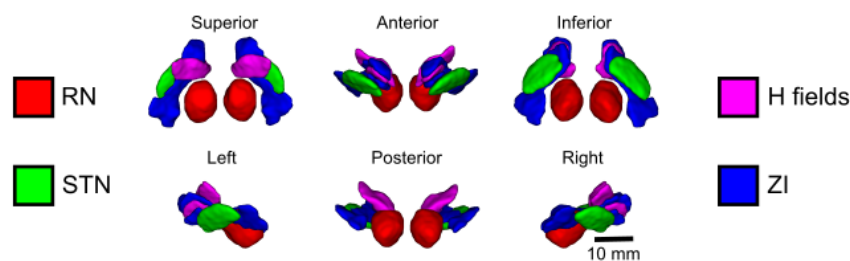 Superior
Anterior
Inferior
RN
H fields
Left
Posterior
Right
STN
ZI
10 mm